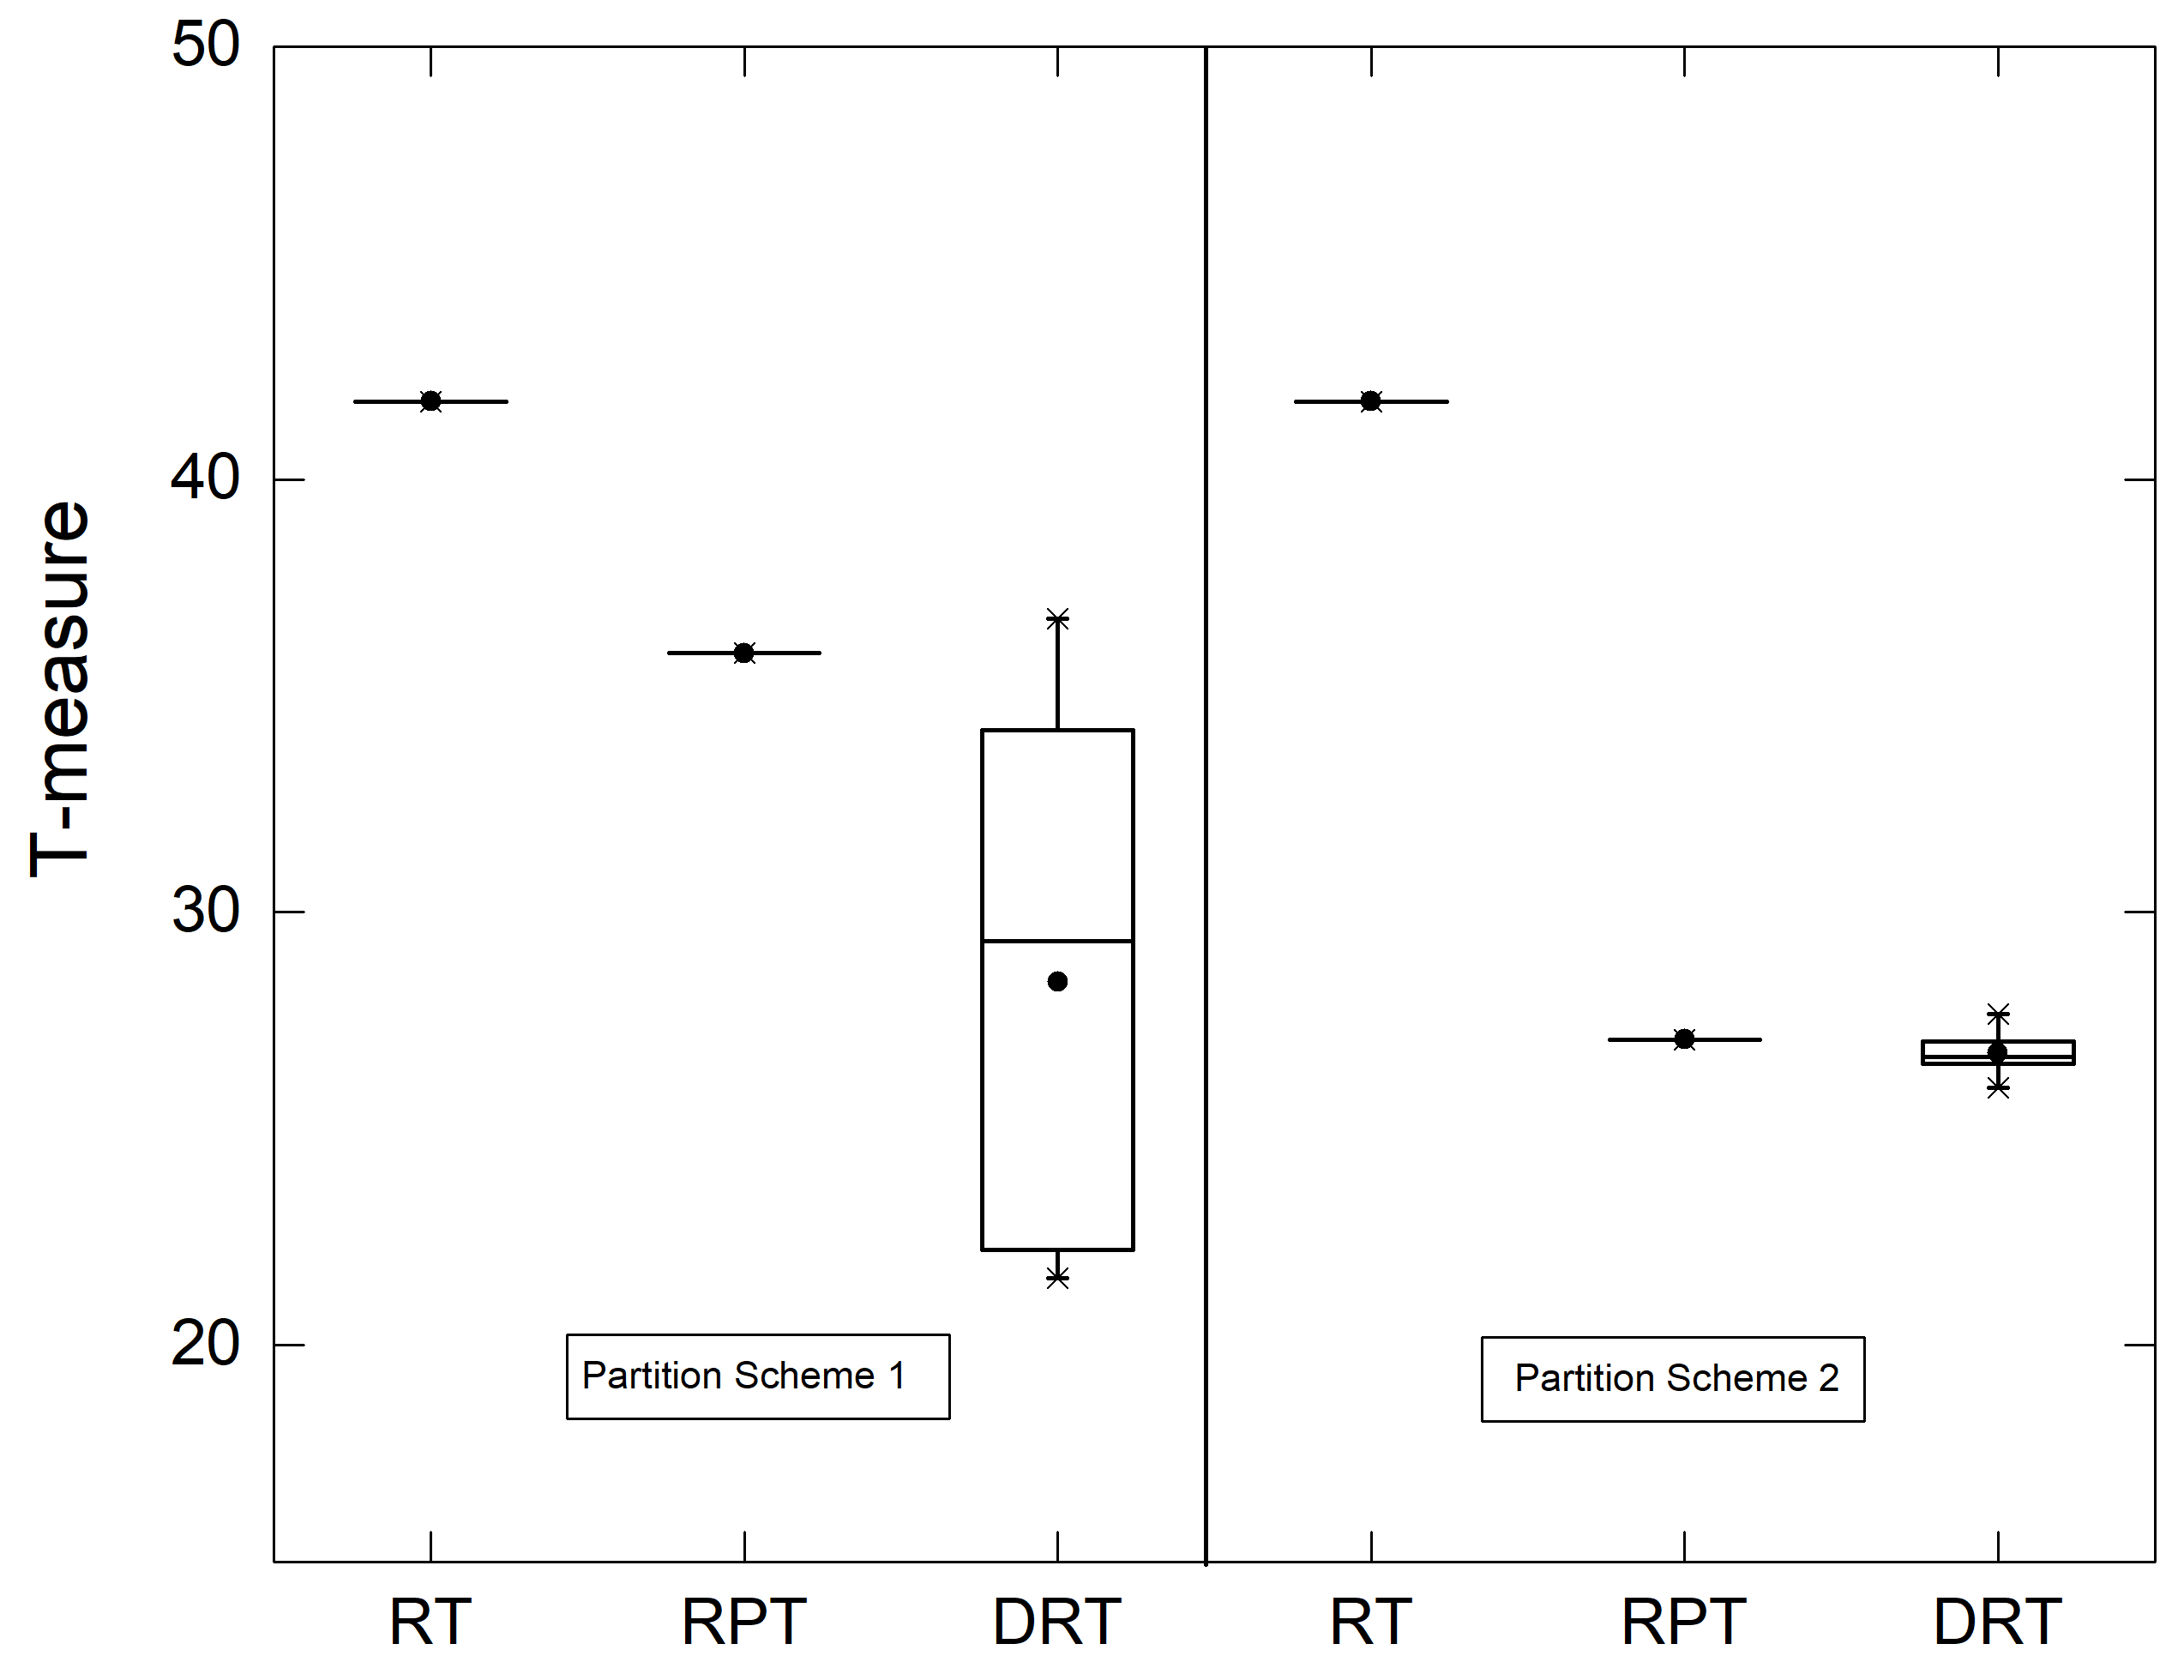 T-measure
50
40
30
20
Partition Scheme 1
Partition Scheme 2
RT RPT DRT RT RPT DRT